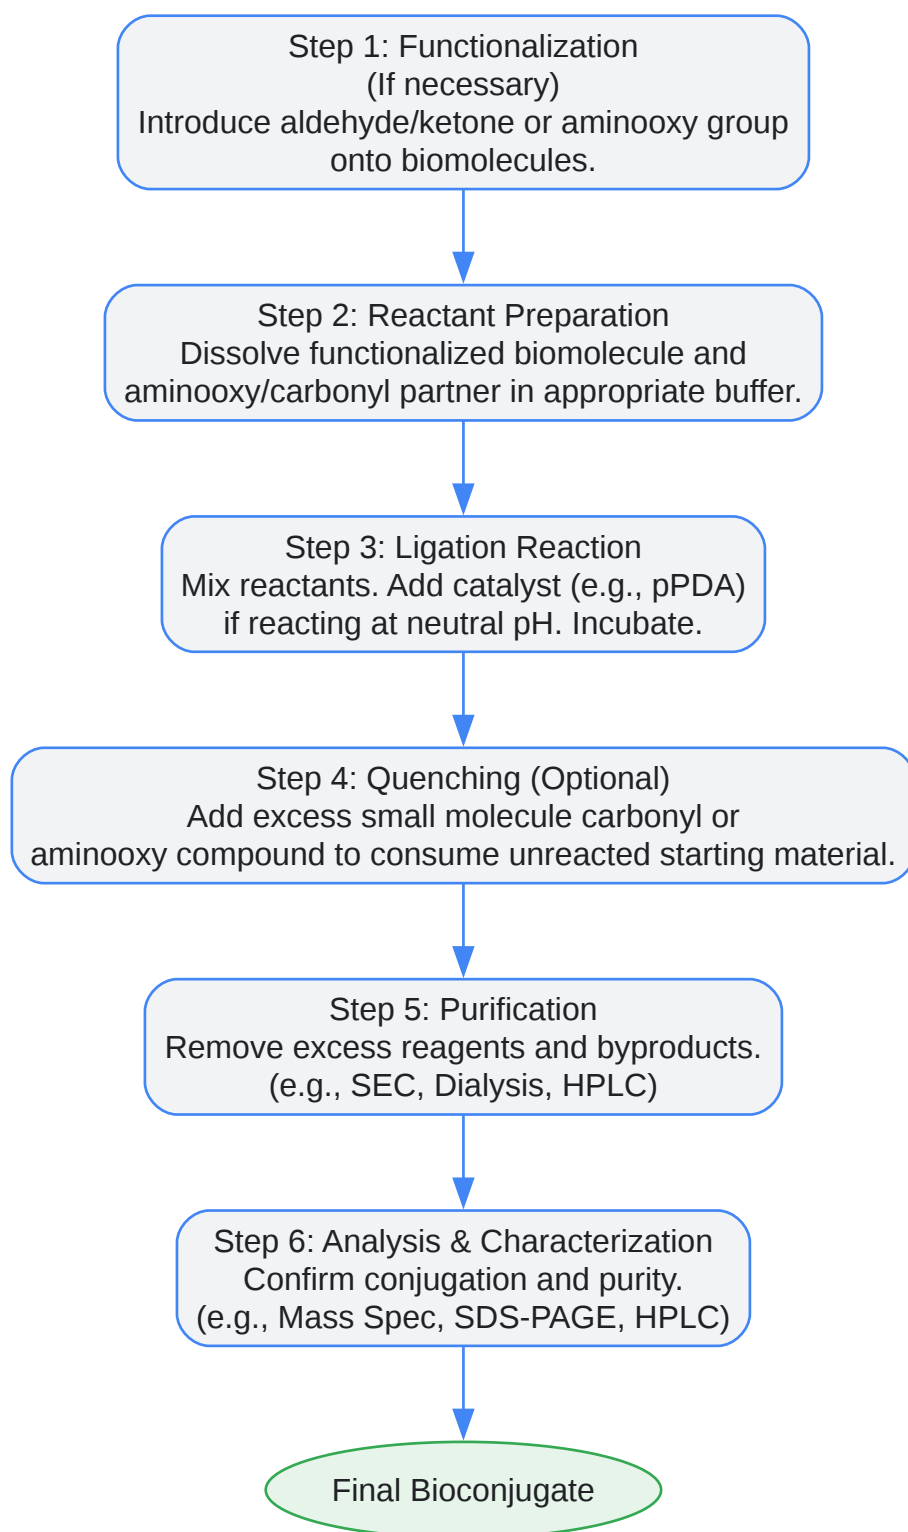 Step 1: Functionalization
(If necessary)
Introduce aldehyde/ketone or aminooxy group
onto biomolecules.
Step 2: Reactant Preparation
Dissolve functionalized biomolecule and
aminooxy/carbonyl partner in appropriate buffer.
Step 3: Ligation Reaction
Mix reactants. Add catalyst (e.g., pPDA)
if reacting at neutral pH. Incubate.
Step 4: Quenching (Optional)
Add excess small molecule carbonyl or
aminooxy compound to consume unreacted starting material.
Step 5: Purification
Remove excess reagents and byproducts.
(e.g., SEC, Dialysis, HPLC)
Step 6: Analysis & Characterization
Confirm conjugation and purity.
(e.g., Mass Spec, SDS-PAGE, HPLC)
Final Bioconjugate